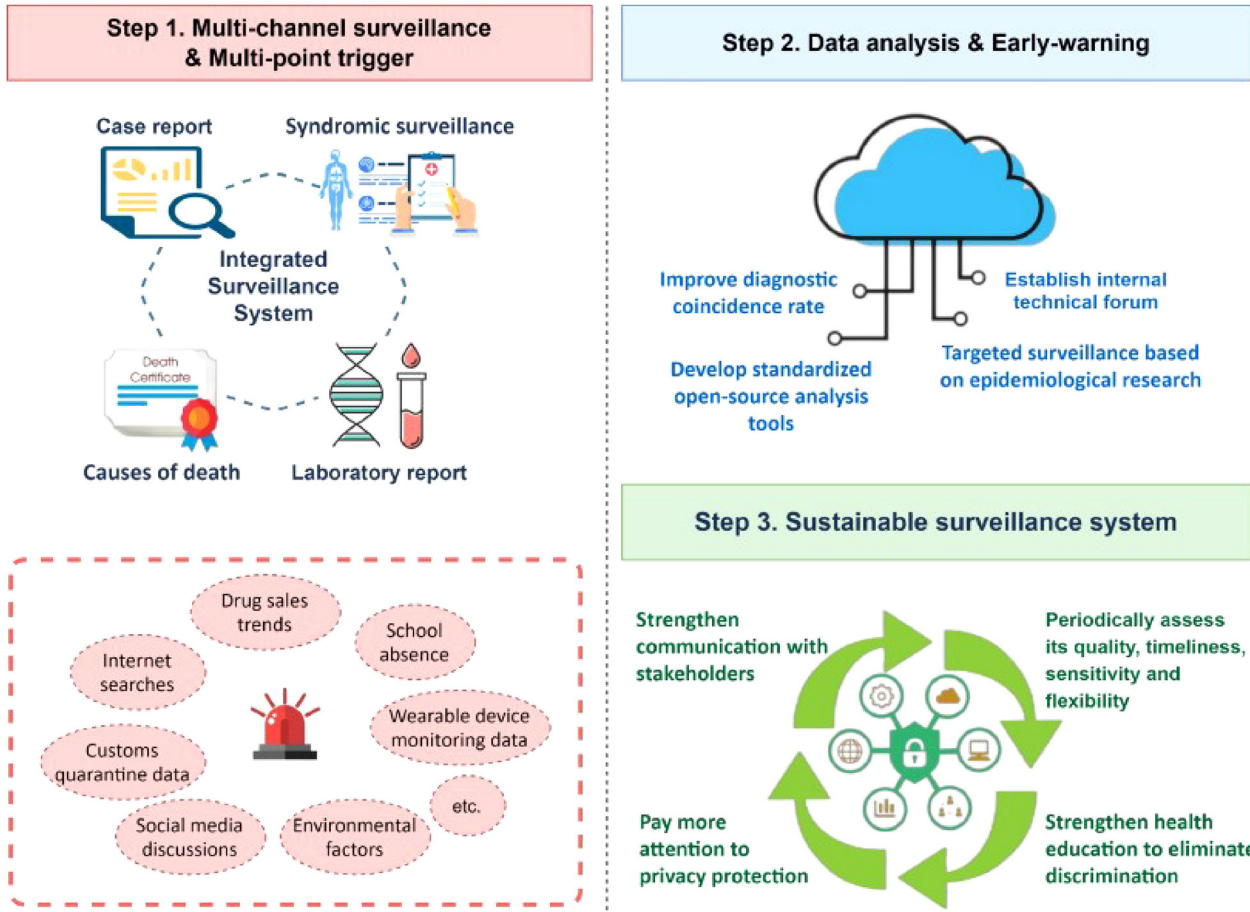 Step 1. Multi-channel surveillance
& Multi-point trigger
Case report
Syndromic surveillance
Integrated
Surveillance
System
Death
Certificate
Causes of death
Laboratory report
Drug sales
trends
School
absence
Internet
searches
Wearable device
monitoring data
Customs
quarantine data
etc.
Social media
discussions
Environmental
factors
Step 2. Data analysis & Early-warning
Improve diagnostic
coincidence rate
Establish internal
technical forum
Develop standardized
open-source analysis
tools
Targeted surveillance based
on epidemiological research
Step 3. Sustainable surveillance system
Strengthen
communication with
stakeholders
Periodically assess
its quality, timeliness,
sensitivity and
flexibility
Pay more
attention to
privacy protection
Strengthen health
education to eliminate
discrimination